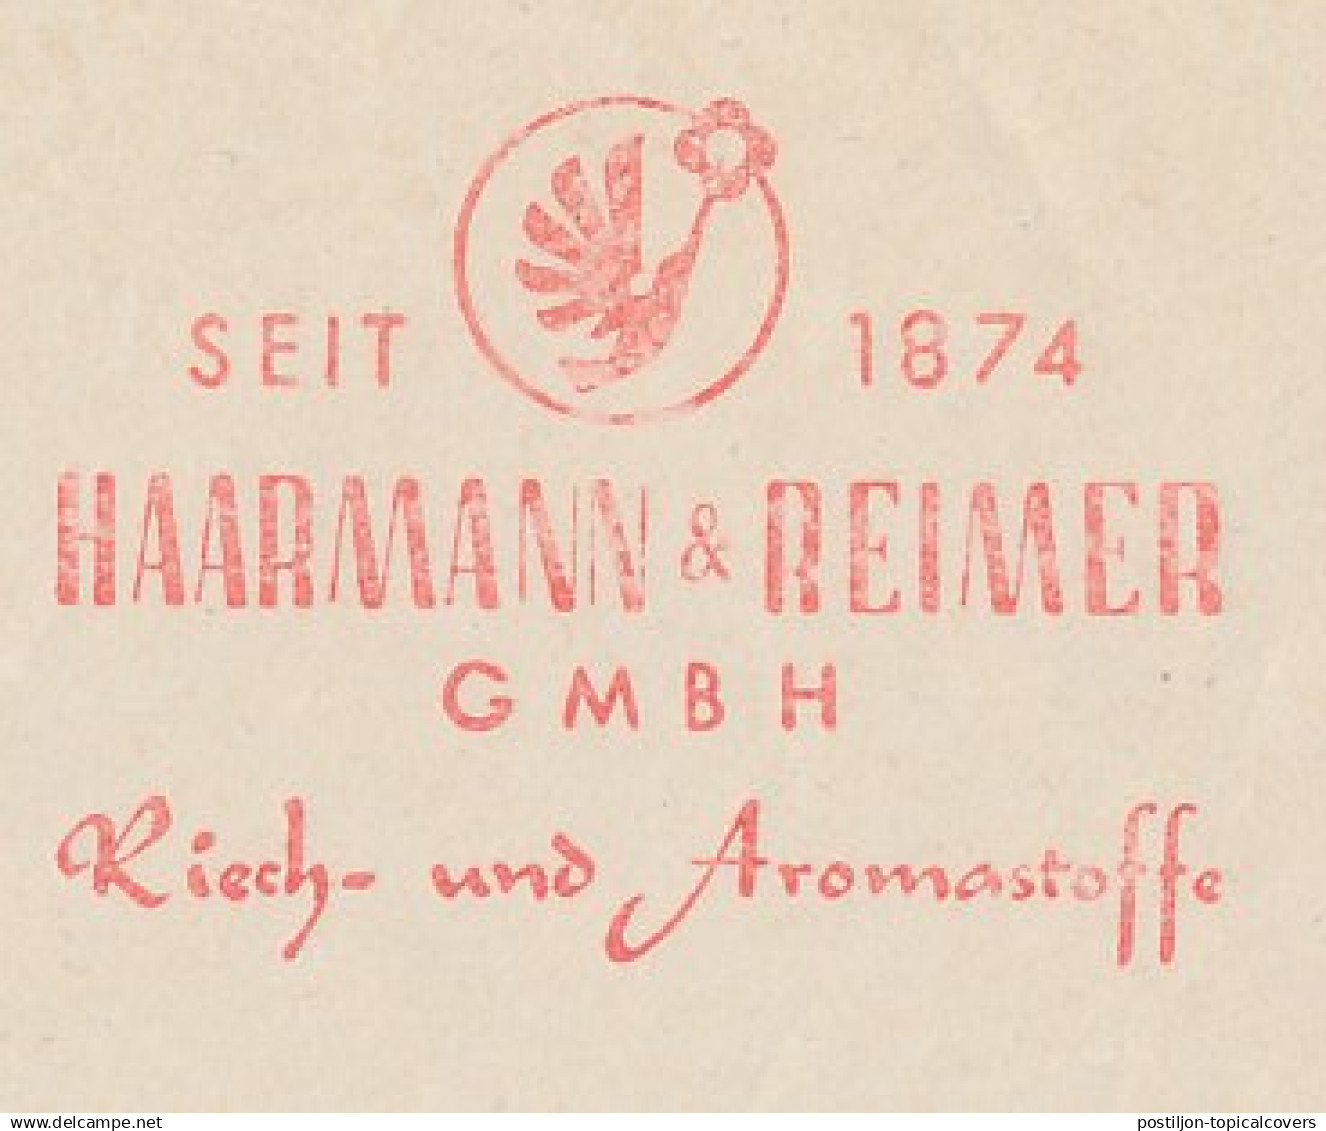 SEIT 1874
HAARMANN & REIMER
GMBH
Riech- und Aromastoffe
www.delcampe.net
postiljon-topicalcovers